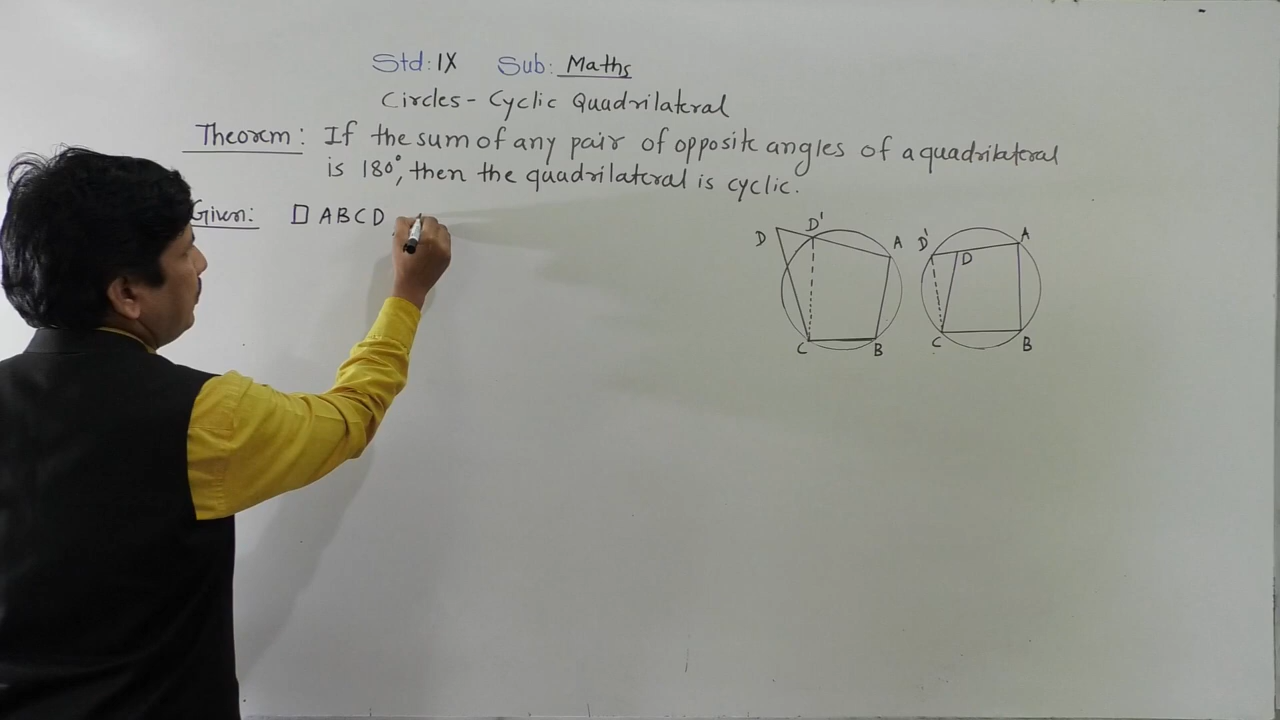 Std: IX Sub: Maths
Circles - Cyclic Quadrilateral
Theorem: If the sum of any pair of opposite angles of a quadrilateral
is 180°, then the quadrilateral is cyclic.
Given: □ ABCD
D D' A
C B
D' A
D
C B